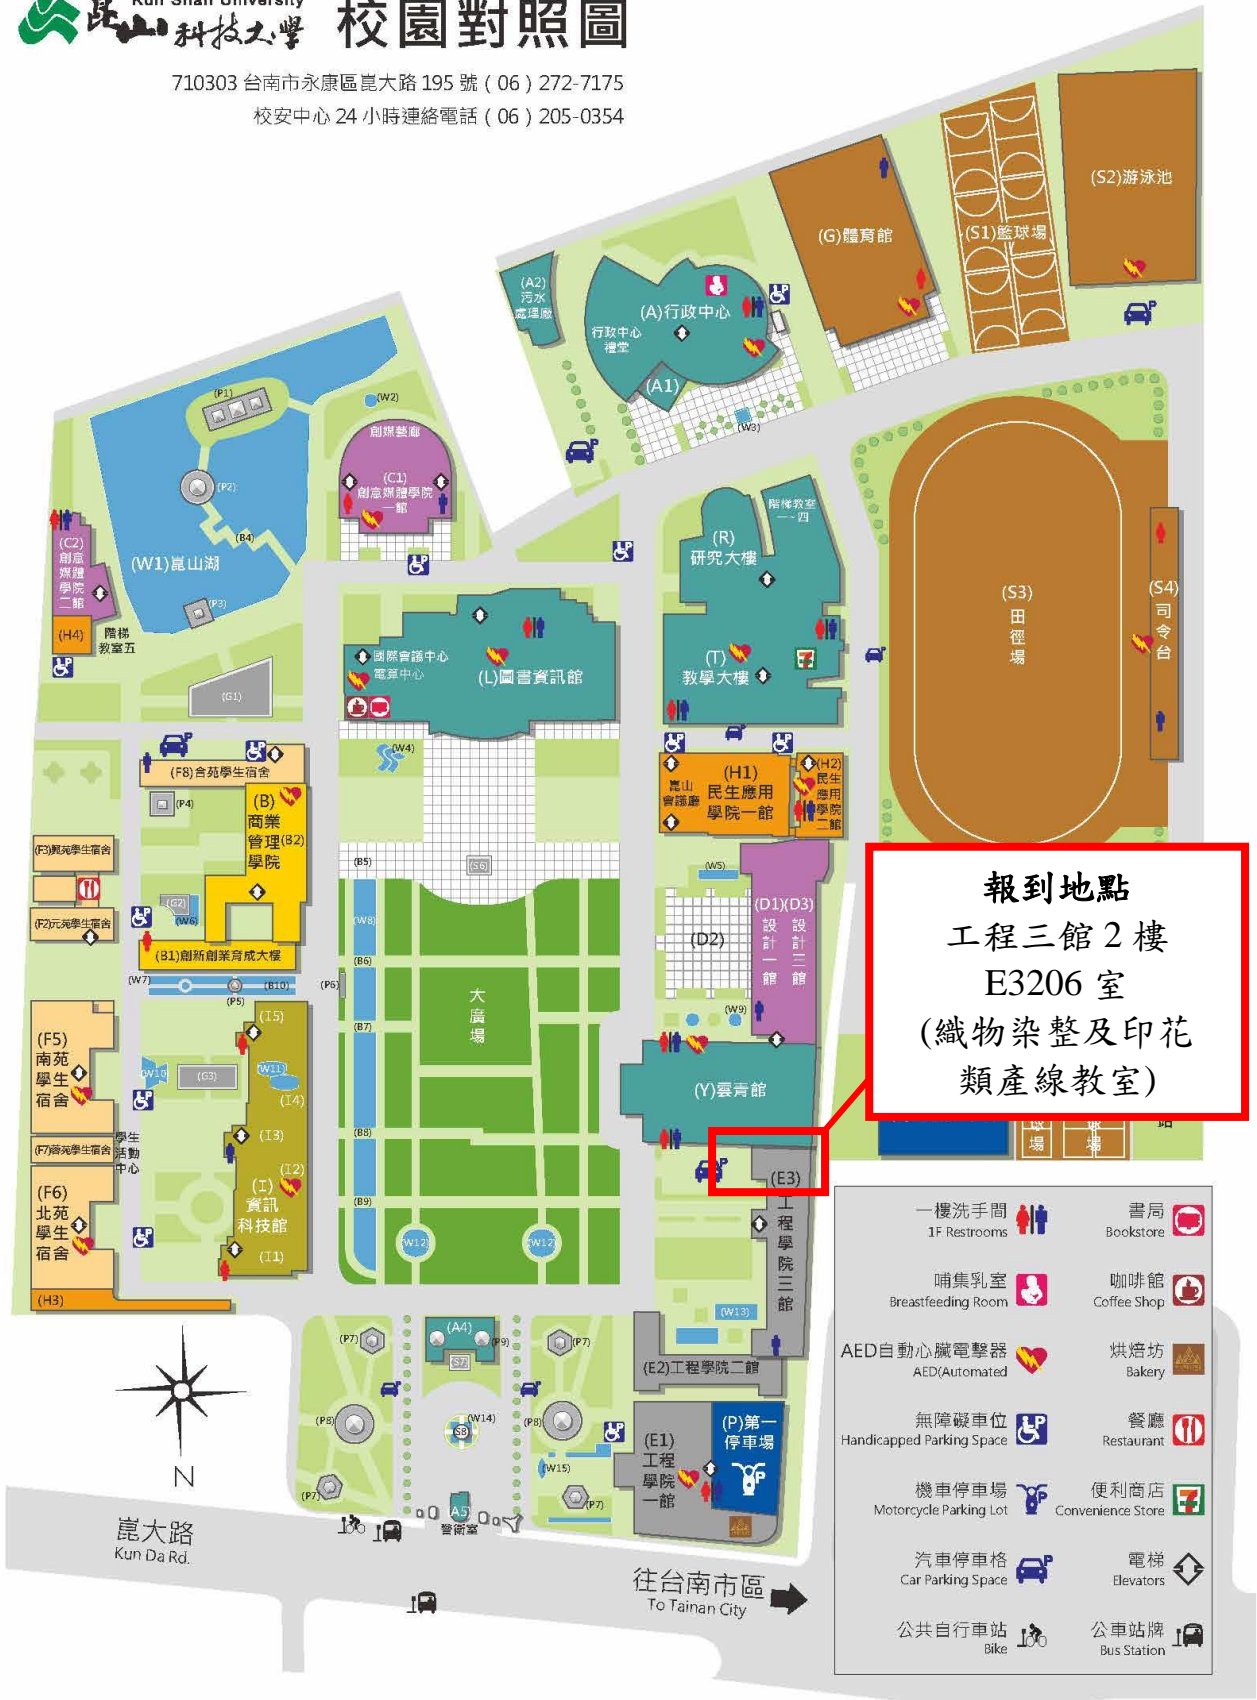 Kun Shan University
崑山科技大學
校園對照圖
710303 台南市永康區崑大路 195 號 ( 06 ) 272-7175
校安中心 24 小時連絡電話 ( 06 ) 205-0354
(S2)游泳池
(S1)籃球場
(G)體育館
(A2)
污水
處理廠
(A)行政中心
行政中心
禮堂
(A1)
(W3)
(P1)
(W2)
創媒藝廊
(C1)
創意媒體學院
一館
(P2)
(B4)
(C2)
創意
媒體
學院
二館
(W1)崑山湖
(P3)
(H4)
階梯
教室五
(G1)
階梯教室
一~四
(R)
研究大樓
(T)
教學大樓
國際會議中心
電算中心
(L)圖書資訊館
(W4)
(S3)
田徑場
(S4)
司令台
(F8)含苑學生宿舍
(P4)
(B)
商業
管理
學院
(B2)
(F3)
學生宿舍
(F2)元苑學生宿舍
(G2)
(W6)
(B1)創新創業育成大樓
(W7)
(B10)
(P5)
(P6)
(H1)
民生應用
學院一館
崑山
會議廳
(H2)
民生
應用
學院
二館
(W5)
(B5)
(S6)
(W8)
(B6)
(B7)
(B8)
(B9)
大廣場
(D1)(D3)
設計一館
設計三館
(D2)
(W9)
(Y)雲青館
報到地點
工程三館 2 樓
E3206 室
(織物染整及印花
類產線教室)
球場
球場
(F5)
南苑
學生
宿舍
(W10)
(G3)
(W11)
(I5)
(I4)
(I3)
(I2)
(I)
資訊
科技館
(I1)
(F7)
學生宿舍
學生
活動
中心
(F6)
北苑
學生
宿舍
(H3)
(W12)
(W12)
(E3)
工程學院三館
(W13)
(E2)工程學院二館
(P7)
(A4)
(P9)
(S7)
(P7)
(P8)
(W14)
(S8)
(P8)
(W15)
(P7)
(A5)
警衛室
(P7)
(E1)
工程
學院
一館
(P)第一
停車場
N
崑大路
Kun Da Rd.
往台南市區
To Tainan City
一樓洗手間
1F Restrooms
書局
Bookstore
哺集乳室
Breastfeeding Room
咖啡館
Coffee Shop
AED自動心臟電擊器
AED(Automated
烘焙坊
Bakery
無障礙車位
Handicapped Parking Space
餐廳
Restaurant
機車停車場
Motorcycle Parking Lot
便利商店
Convenience Store
汽車停車格
Car Parking Space
電梯
Elevators
公共自行車站
Bike
公車站牌
Bus Station